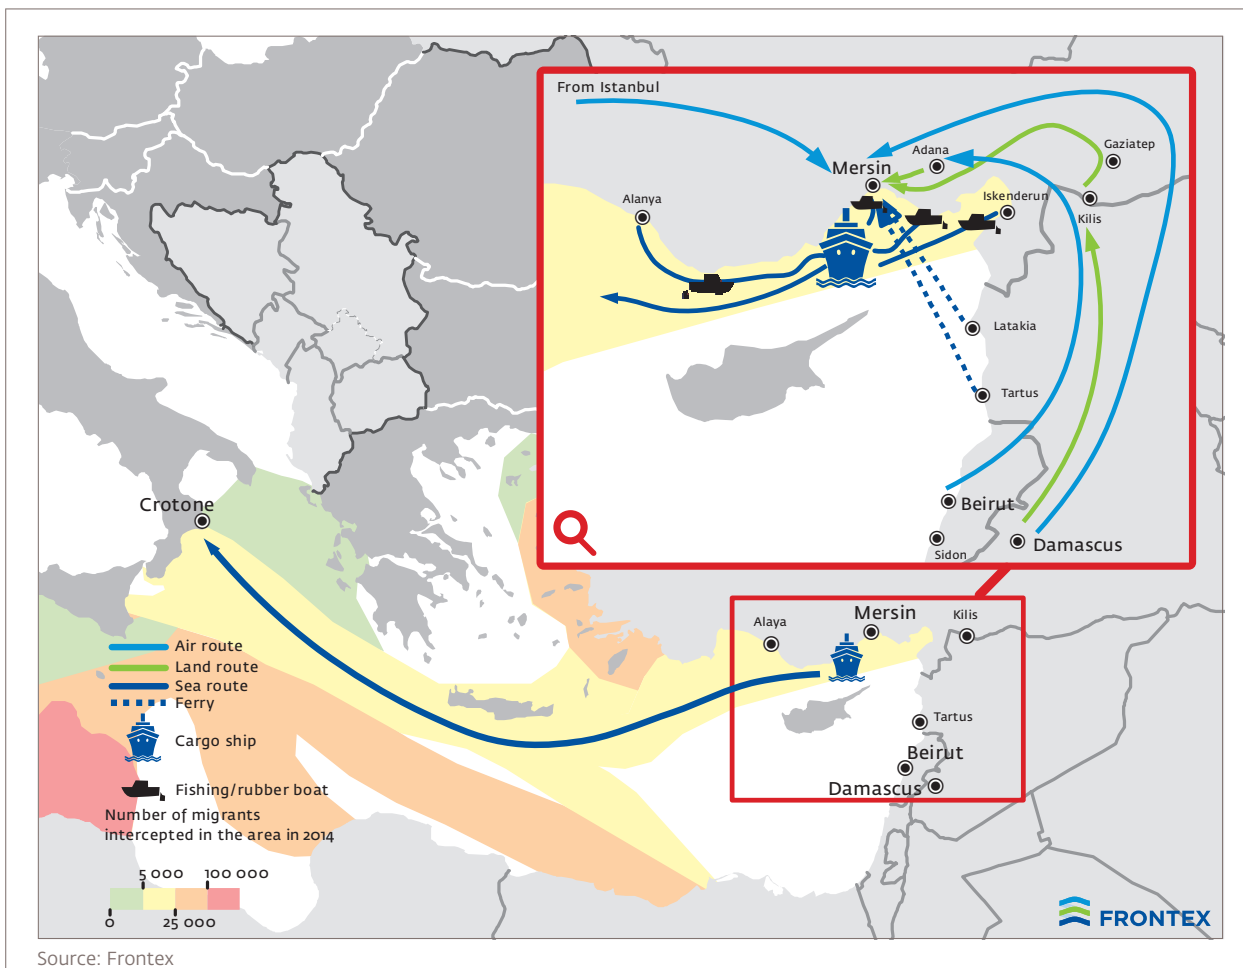 From Istanbul
Mersin
Adana
Gaziatep
Alanya
Iskenderun
Kilis
Latakia
Tartus
Beirut
Sidon
Damascus
Crotone
Alaya
Mersin
Kilis
Tartus
Beirut
Damascus
Air route
Land route
Sea route
Ferry
Cargo ship
Fishing/rubber boat
Number of migrants
intercepted in the area in 2014
5 000
100 000
0
25 000
FRONTEX
Source: Frontex